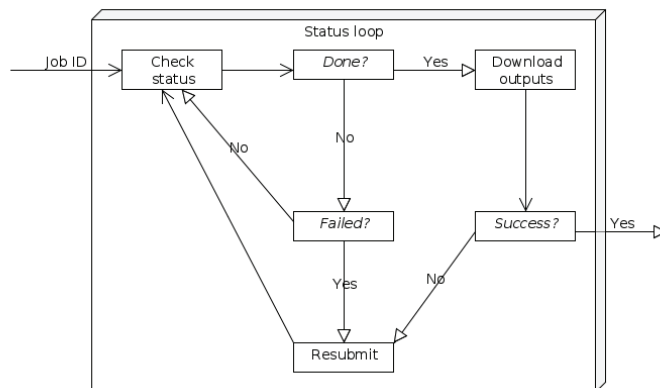 Status loop
Job ID
Check
status
Done?
Yes
Download
outputs
No
No
Failed?
Success?
Yes
Yes
No
Resubmit